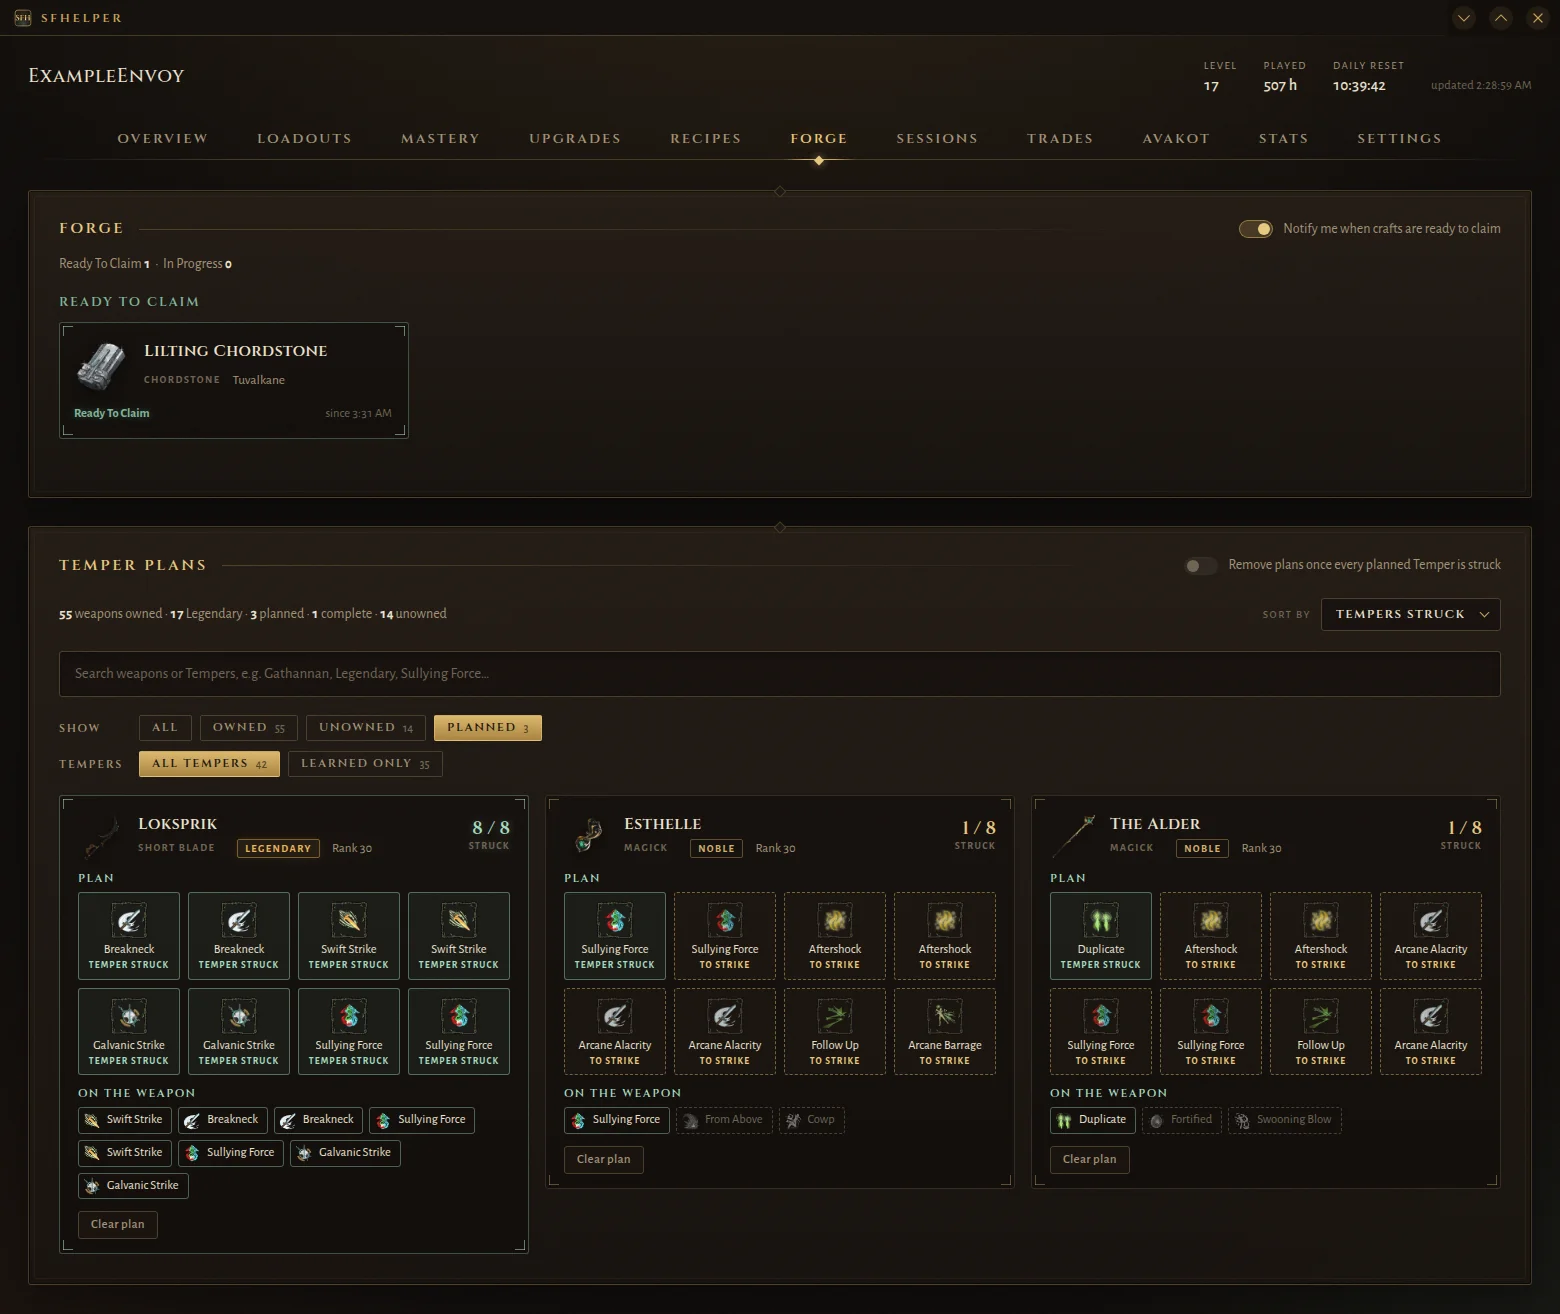 SFH SFHELPER
ExampleEnvoy
LEVEL PLAYED DAILY RESET
17 507 h 10:39:42 updated 2:28:59 AM
OVERVIEW LOADOUTS MASTERY UPGRADES RECIPES FORGE SESSIONS TRADES AVAKOT STATS SETTINGS
FORGE Notify me when crafts are ready to claim
Ready To Claim 1 · In Progress 0
READY TO CLAIM
Lilting Chordstone
CHORDSTONE Tuvalkane
Ready To Claim since 3:31 AM
TEMPER PLANS Remove plans once every planned Temper is struck
55 weapons owned · 17 Legendary · 3 planned · 1 complete · 14 unowned SORT BY TEMPERS STRUCK
Search weapons or Tempers, e.g. Gathannan, Legendary, Sullying Force...
SHOW ALL OWNED 55 UNOWNED 14 PLANNED 3
TEMPERS ALL TEMPERS 42 LEARNED ONLY 35
Loksprik 8 / 8
SHORT BLADE LEGENDARY Rank 30 STRUCK
PLAN
Breakneck Breakneck Swift Strike Swift Strike
TEMPER STRUCK TEMPER STRUCK TEMPER STRUCK TEMPER STRUCK
Galvanic Strike Galvanic Strike Sullying Force Sullying Force
TEMPER STRUCK TEMPER STRUCK TEMPER STRUCK TEMPER STRUCK
ON THE WEAPON
Swift Strike Breakneck Breakneck Sullying Force
Swift Strike Sullying Force Galvanic Strike
Galvanic Strike
Clear plan
Esthelle 1 / 8
MAGICK NOBLE Rank 30 STRUCK
PLAN
Sullying Force Sullying Force Aftershock Aftershock
TEMPER STRUCK TO STRIKE TO STRIKE TO STRIKE
Arcane Alacrity Arcane Alacrity Follow Up Arcane Barrage
TO STRIKE TO STRIKE TO STRIKE TO STRIKE
ON THE WEAPON
Sullying Force From Above Cowp
Clear plan
The Alder 1 / 8
MAGICK NOBLE Rank 30 STRUCK
PLAN
Duplicate Aftershock Aftershock Arcane Alacrity
TEMPER STRUCK TO STRIKE TO STRIKE TO STRIKE
Sullying Force Sullying Force Follow Up Arcane Alacrity
TO STRIKE TO STRIKE TO STRIKE TO STRIKE
ON THE WEAPON
Duplicate Fortified Swooning Blow
Clear plan